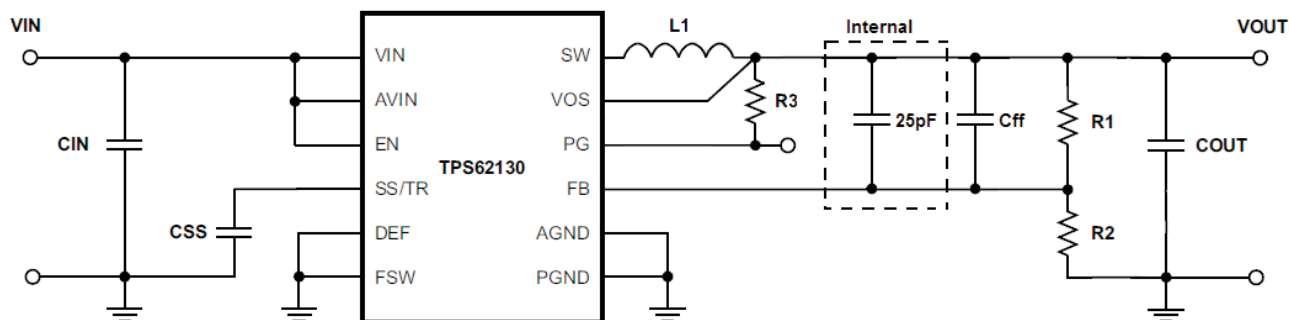 VIN
L1
Internal
VOUT
VIN
SW
AVIN
VOS
R3
CIN
EN
PG
25pF
Cff
R1
COUT
TPS62130
SS/TR
FB
CSS
DEF
AGND
R2
FSW
PGND